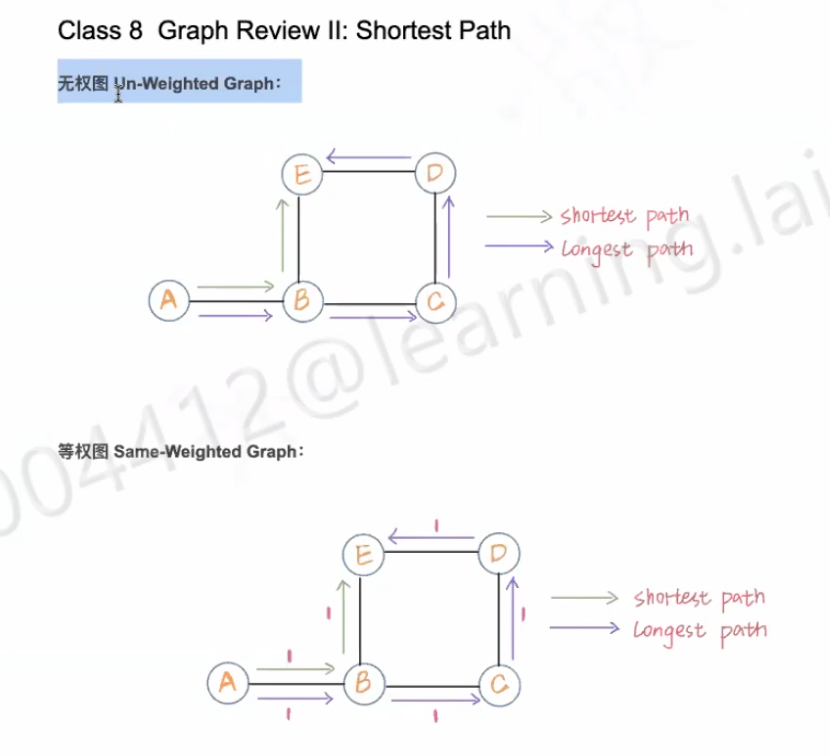 Class 8 Graph Review II: Shortest Path
无权图 Un-Weighted Graph：
E D
shortest path
Longest path
A B C
004412@learning.lai
等权图 Same-Weighted Graph：
1
E D
1 1
shortest path
Longest path
1
A B C
1 1